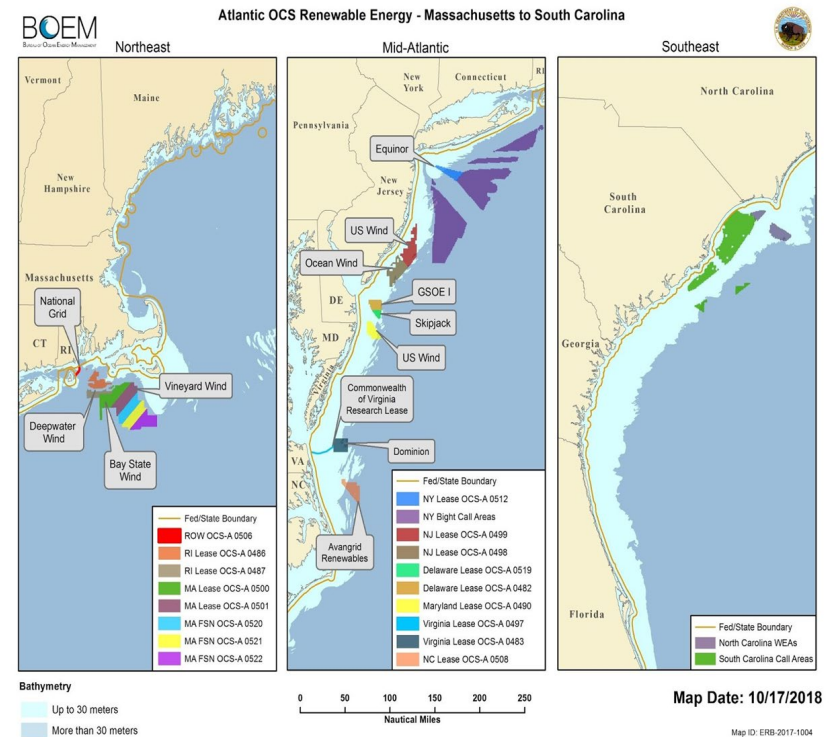 Atlantic OCS Renewable Energy - Massachusetts to South Carolina
BOEM
BUREAU OF OCEAN ENERGY MANAGEMENT
Northeast
Mid-Atlantic
Southeast
Vermont
Maine
New
Hampshire
Massachusetts
National
Grid
CT
RI
Vineyard Wind
Deepwater
Wind
Bay State
Wind
Fed/State Boundary
ROW OCS-A 0506
RI Lease OCS-A 0486
RI Lease OCS-A 0487
MA Lease OCS-A 0500
MA Lease OCS-A 0501
MA FSN OCS-A 0520
MA FSN OCS-A 0521
MA FSN OCS-A 0522
New
York
Connecticut
RI
Pennsylvania
Equinor
New
Jersey
US Wind
Ocean Wind
GSOE I
DE
Skipjack
MD
US Wind
Virginia
Commonwealth
of Virginia
Research Lease
Dominion
VA
NC
Avangrid
Renewables
Fed/State Boundary
NY Lease OCS-A 0512
NY Bight Call Areas
NJ Lease OCS-A 0499
NJ Lease OCS-A 0498
Delaware Lease OCS-A 0519
Delaware Lease OCS-A 0482
Maryland Lease OCS-A 0490
Virginia Lease OCS-A 0497
Virginia Lease OCS-A 0483
NC Lease OCS-A 0508
North Carolina
South
Carolina
Georgia
Florida
Fed/State Boundary
North Carolina WEAs
South Carolina Call Areas
Bathymetry
Up to 30 meters
More than 30 meters
0 50 100 150 200 250
Nautical Miles
Map Date: 10/17/2018
Map ID: ERB-2017-1004